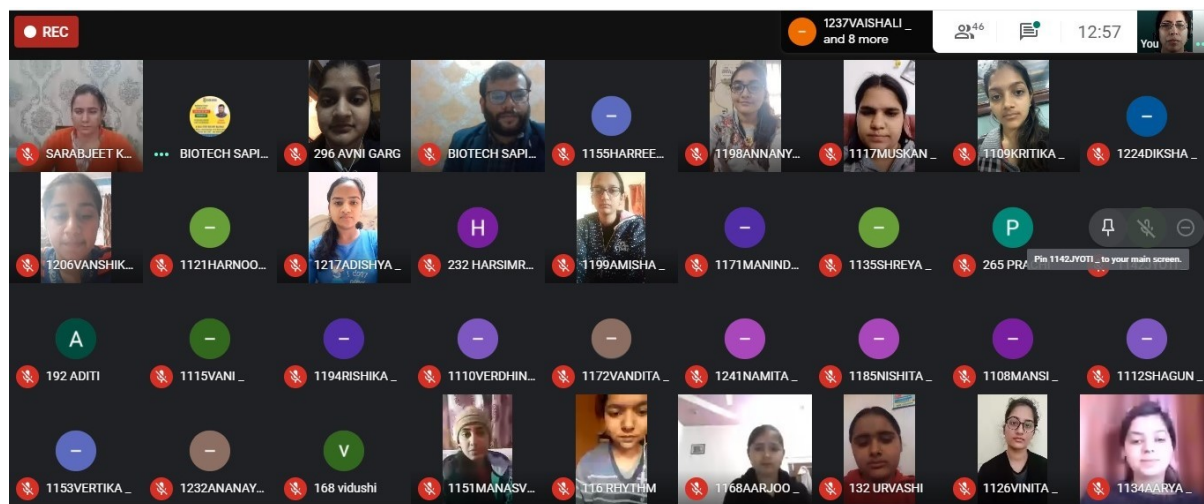 REC
1237VAISHALI _
and 8 more
46
12:57
You
SARABJEET K...
BIOTECH SAPI...
296 AVNI GARG
BIOTECH SAPI...
1155HARREE...
1198ANNANY...
1117MUSKAN _
1109KRITIKA _
1224DIKSHA _
1206VANSHIK...
1121HARNOO...
1217ADISHYA _
H
232 HARSIMR...
1199AMISHA _
1171MANIND...
1135SHREYA _
P
265
Pin 1142JYOTI _ to your main screen.
A
192 ADITI
1115VANI _
1194RISHIKA _
1110VERDHIN...
1172VANDITA _
1241NAMITA _
1185NISHITA _
1108MANSI _
1112SHAGUN _
1153VERTIKA _
1232ANANAY...
V
168 vidushi
1151MANASV...
116 RHYTHM
1168AARJOO _
132 URVASHI
1126VINITA _
1134AARYA _